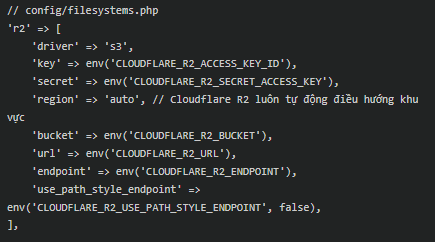 // config/filesystems.php
'r2' => [
    'driver' => 's3',
    'key' => env('CLOUDFLARE_R2_ACCESS_KEY_ID'),
    'secret' => env('CLOUDFLARE_R2_SECRET_ACCESS_KEY'),
    'region' => 'auto', // Cloudflare R2 luôn tự động điều hướng khu
vực
    'bucket' => env('CLOUDFLARE_R2_BUCKET'),
    'url' => env('CLOUDFLARE_R2_URL'),
    'endpoint' => env('CLOUDFLARE_R2_ENDPOINT'),
    'use_path_style_endpoint' =>
env('CLOUDFLARE_R2_USE_PATH_STYLE_ENDPOINT', false),
],